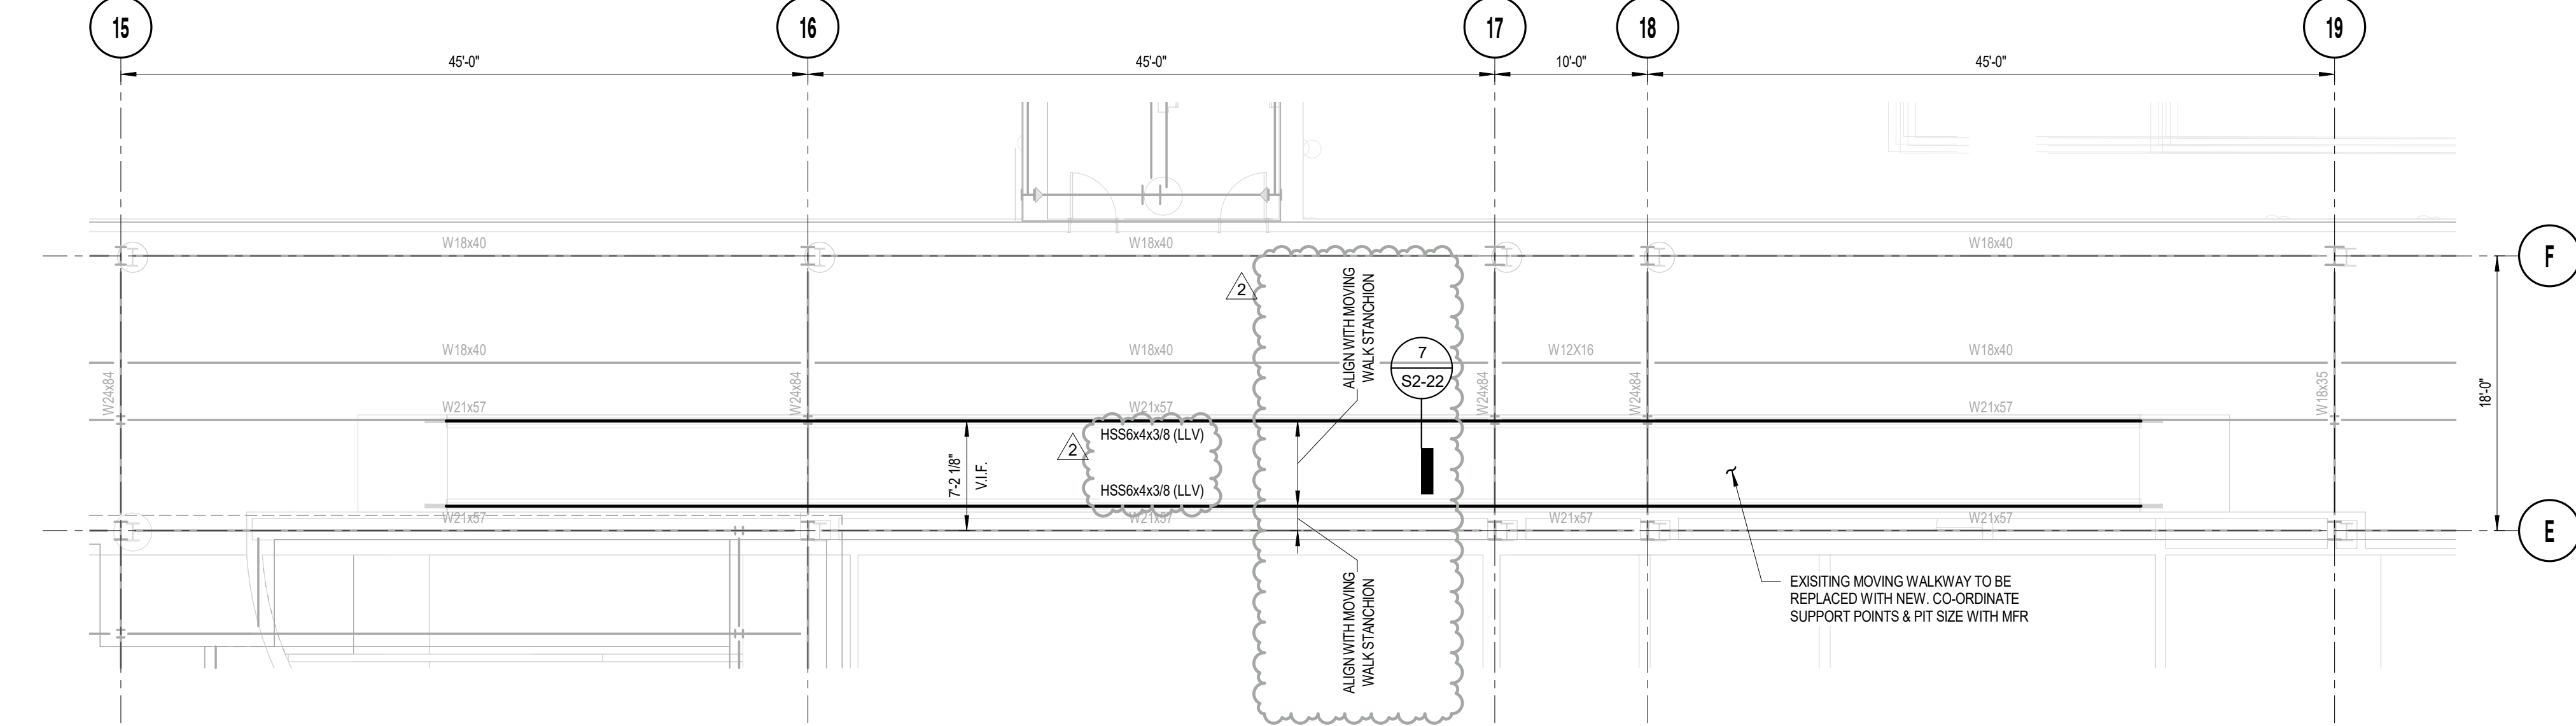 15
16
17
18
19
45'-0"
45'-0"
10'-0"
45'-0"
W18x40
W18x40
W18x40
F
2
ALIGN WITH MOVING
WALK STANCHION
7
S2-22
W18x40
W18x40
W12X16
W18x40
W24x84
W24x84
W24x84
W24x84
W18x35
18'-0"
W21x57
W21x57
W21x57
2
HSS6x4x3/8 (LLV)
7'-2 1/8"
V.I.F.
HSS6x4x3/8 (LLV)
W21x57
W21x57
W21x57
W21x57
E
ALIGN WITH MOVING
WALK STANCHION
EXISITING MOVING WALKWAY TO BE
REPLACED WITH NEW. CO-ORDINATE
SUPPORT POINTS & PIT SIZE WITH MFR